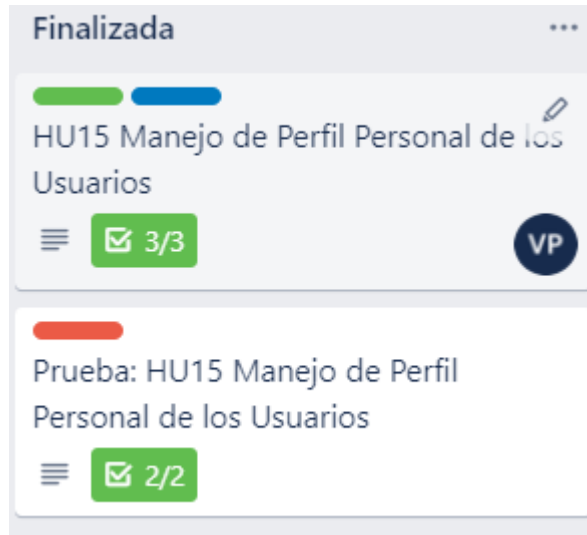 Finalizada
HU15 Manejo de Perfil Personal de los
Usuarios
3/3
VP
Prueba: HU15 Manejo de Perfil
Personal de los Usuarios
2/2